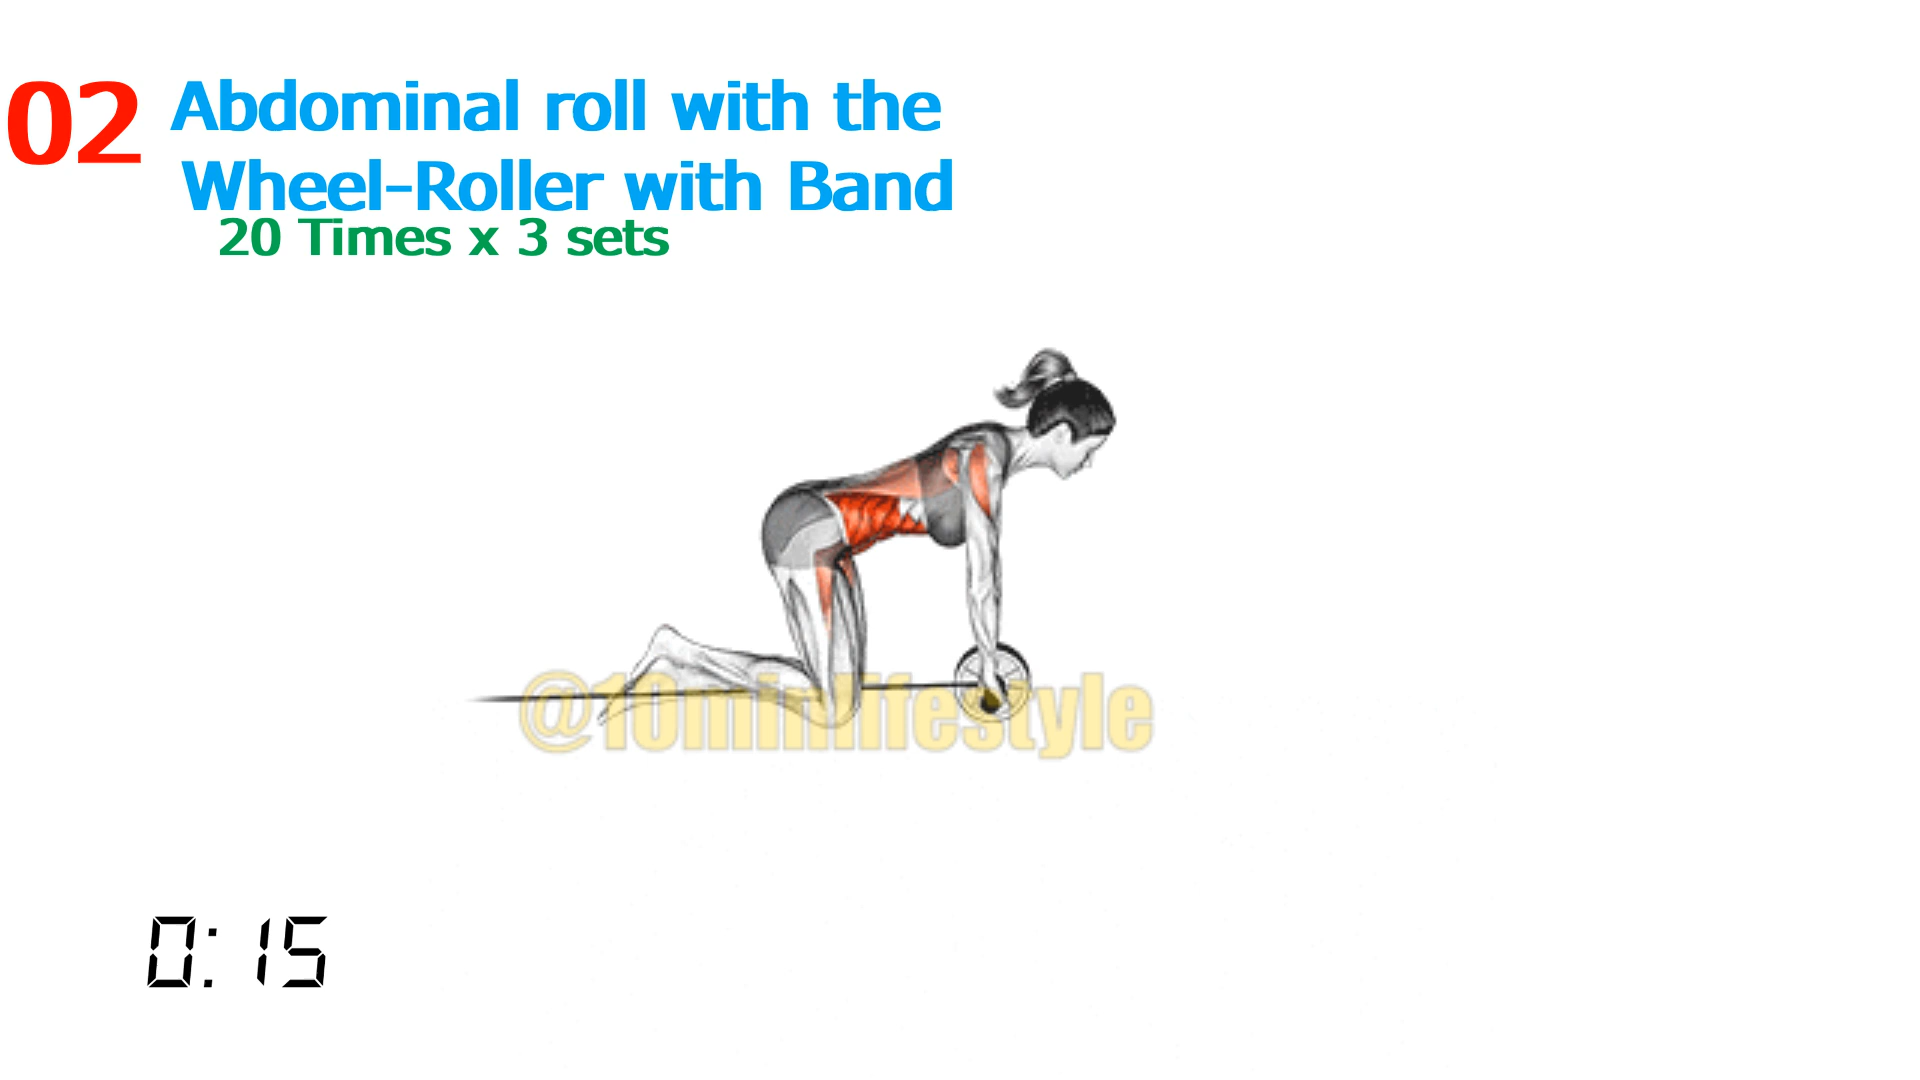 02
Abdominal roll with the
Wheel-Roller with Band
20 Times x 3 sets
@10minlifestyle
0:15